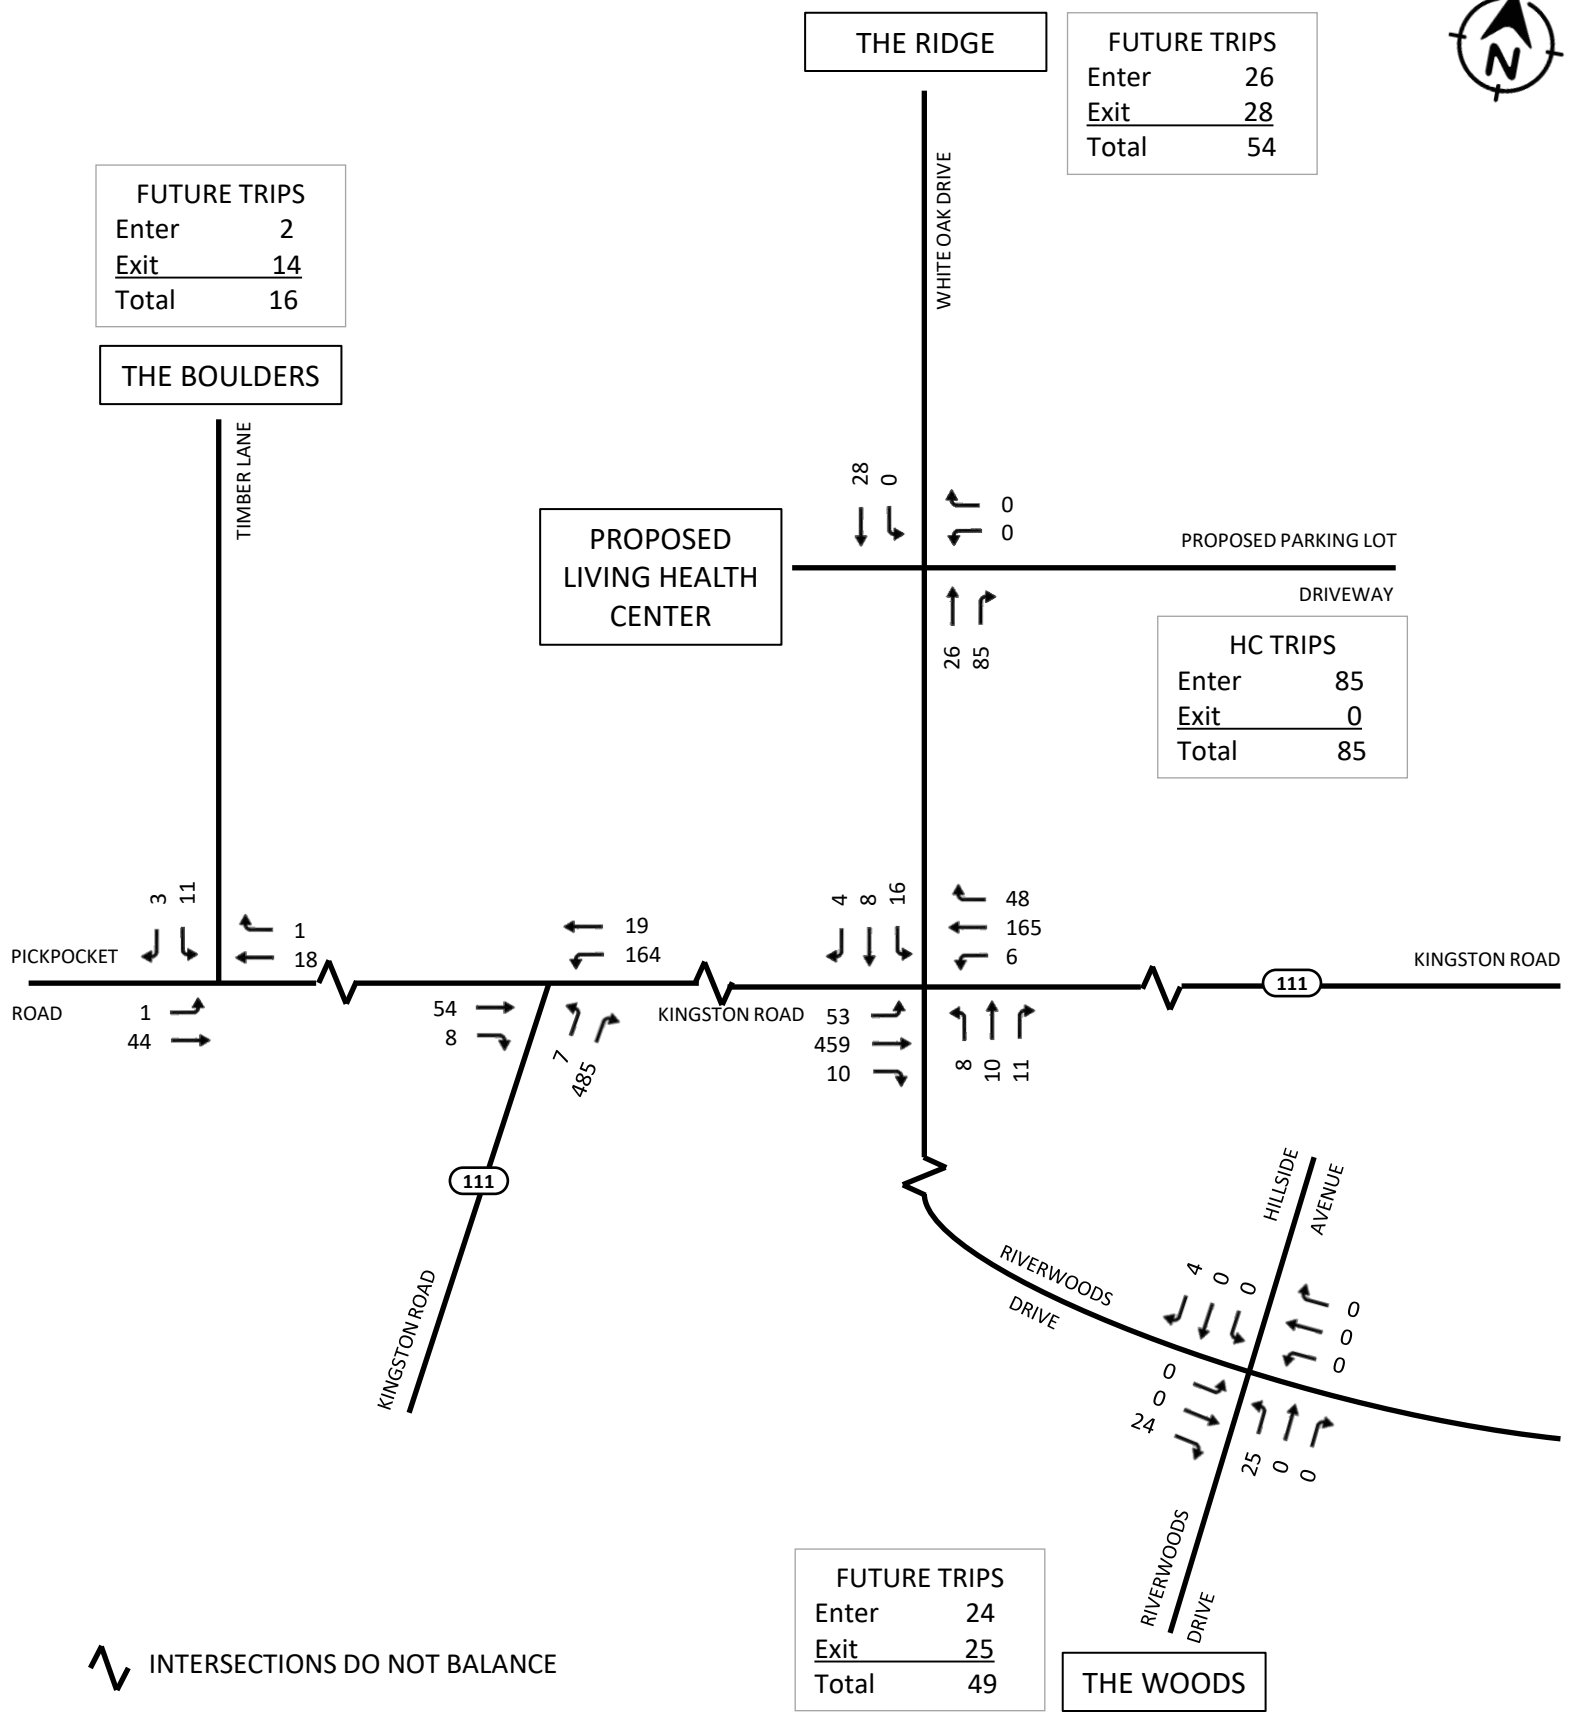 THE RIDGE
FUTURE TRIPS
Enter 26
Exit 28
Total 54
N
WHITE OAK DRIVE
FUTURE TRIPS
Enter 2
Exit 14
Total 16
THE BOULDERS
TIMBER LANE
28
0
0
0
PROPOSED
LIVING HEALTH
CENTER
PROPOSED PARKING LOT
DRIVEWAY
26
85
HC TRIPS
Enter 85
Exit 0
Total 85
3
11
1
18
PICKPOCKET
ROAD
1
44
19
164
54
8
7
485
KINGSTON ROAD
4
8
16
48
165
6
53
459
10
8
10
11
111
KINGSTON ROAD
111
KINGSTON ROAD
RIVERWOODS
DRIVE
HILLSIDE
AVENUE
4
0
0
0
0
0
0
0
24
25
0
0
RIVERWOODS
DRIVE
FUTURE TRIPS
Enter 24
Exit 25
Total 49
THE WOODS
INTERSECTIONS DO NOT BALANCE